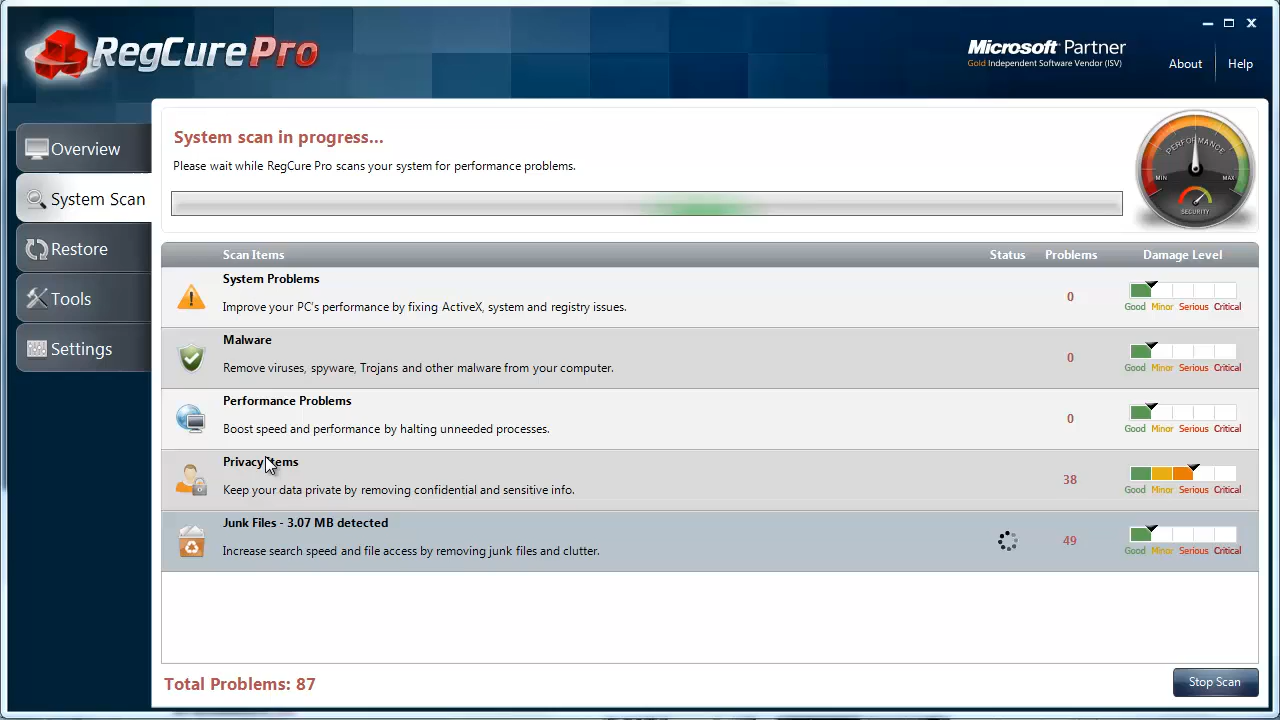 RegCure Pro
Microsoft Partner
Gold Independent Software Vendor (ISV)
About
Help
Overview
System Scan
Restore
Tools
Settings
System scan in progress...
Please wait while RegCure Pro scans your system for performance problems.
PERFORMANCE
MIN
MAX
SECURITY
Scan Items Status Problems Damage Level
System Problems
Improve your PC's performance by fixing ActiveX, system and registry issues.
0
Good Minor Serious Critical
Malware
Remove viruses, spyware, Trojans and other malware from your computer.
0
Good Minor Serious Critical
Performance Problems
Boost speed and performance by halting unneeded processes.
0
Good Minor Serious Critical
Privacy Items
Keep your data private by removing confidential and sensitive info.
38
Good Minor Serious Critical
Junk Files - 3.07 MB detected
Increase search speed and file access by removing junk files and clutter.
49
Good Minor Serious Critical
Total Problems: 87
Stop Scan